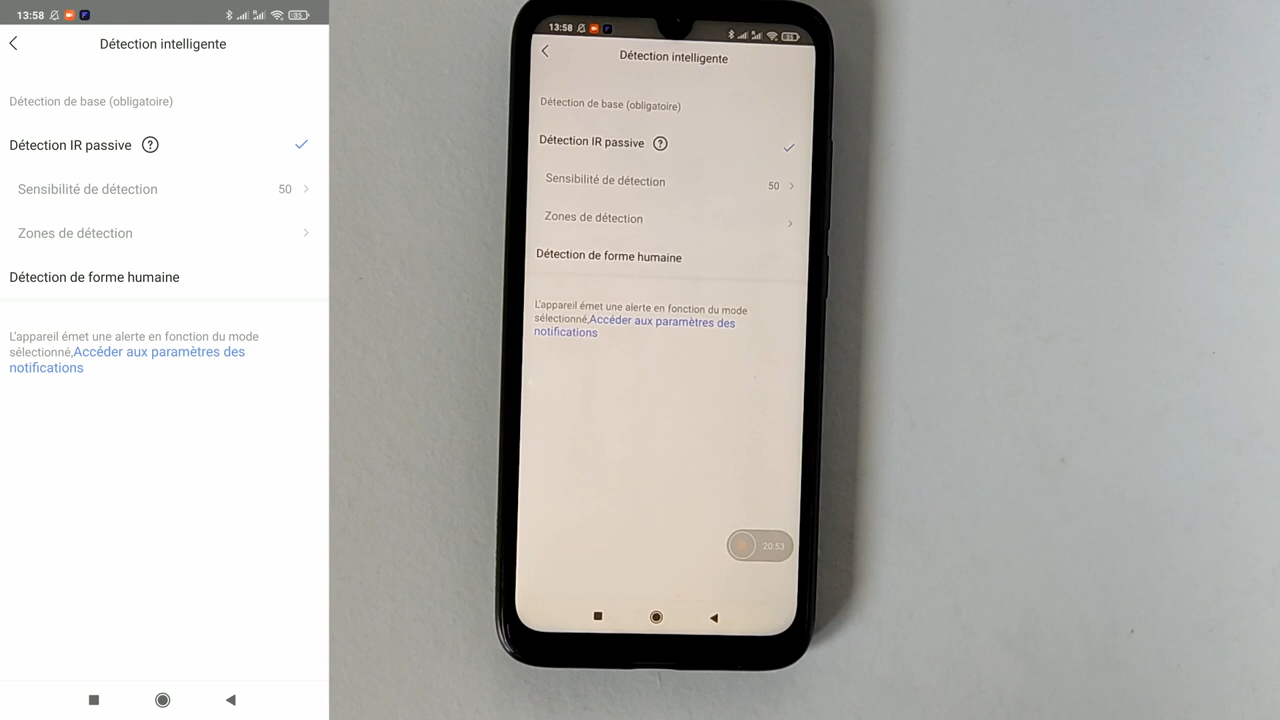 13:58
35
Détection intelligente
Détection de base (obligatoire)
Détection IR passive ?
Sensibilité de détection 50
Zones de détection
Détection de forme humaine
L'appareil émet une alerte en fonction du mode
sélectionné,Accéder aux paramètres des
notifications
13:58
Détection intelligente
Détection de base (obligatoire)
Détection IR passive ?
Sensibilité de détection 50
Zones de détection
Détection de forme humaine
L'appareil émet une alerte en fonction du mode
sélectionné,Accéder aux paramètres des
notifications
20:53